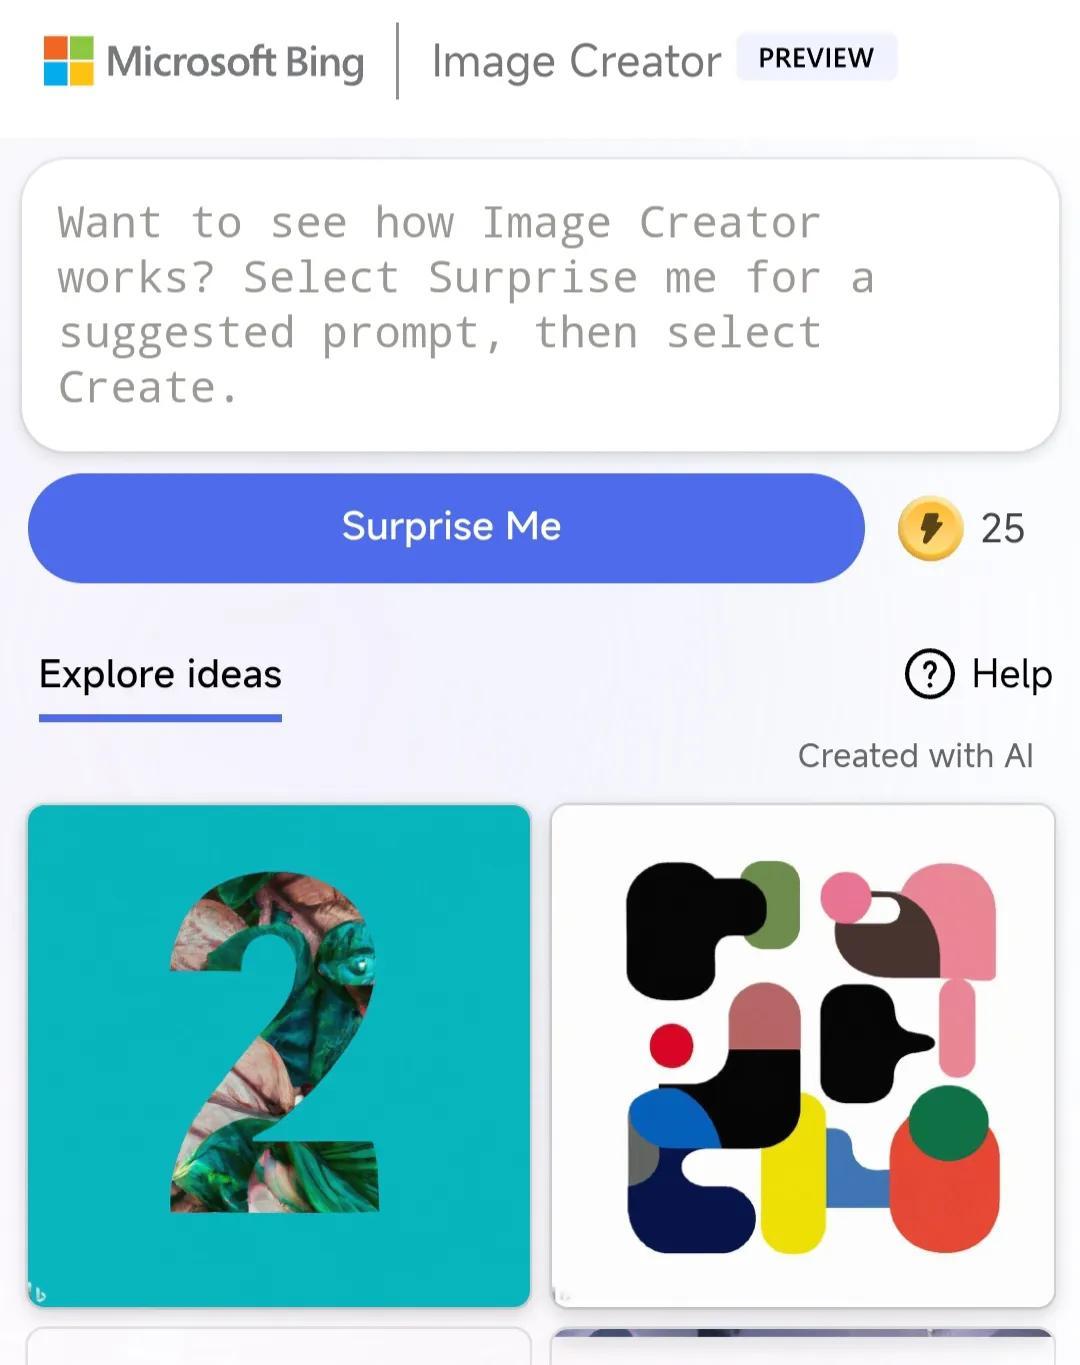 Microsoft Bing | Image Creator PREVIEW
Want to see how Image Creator
works? Select Surprise me for a
suggested prompt, then select
Create.
Surprise Me 25
Explore ideas ? Help
Created with AI
2
b